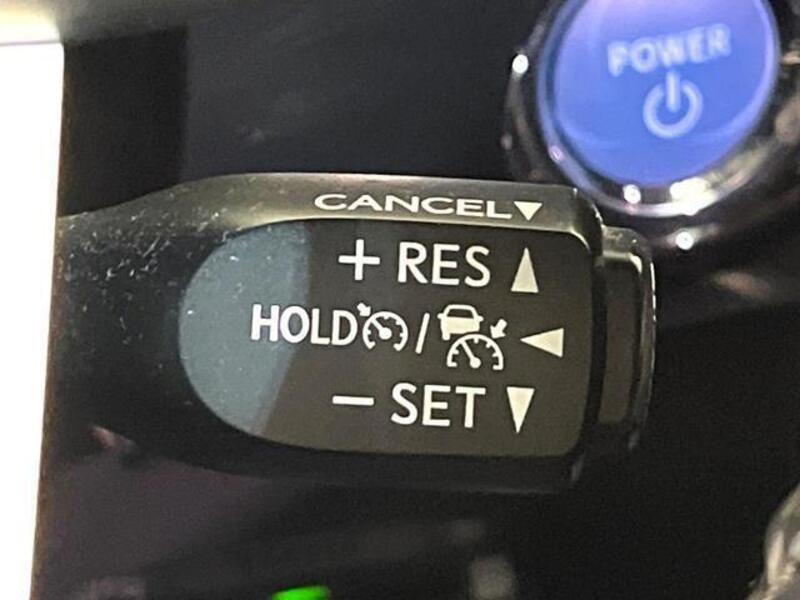 POWER
CANCEL▼
+ RES ▲
HOLD / ◀
− SET ▼